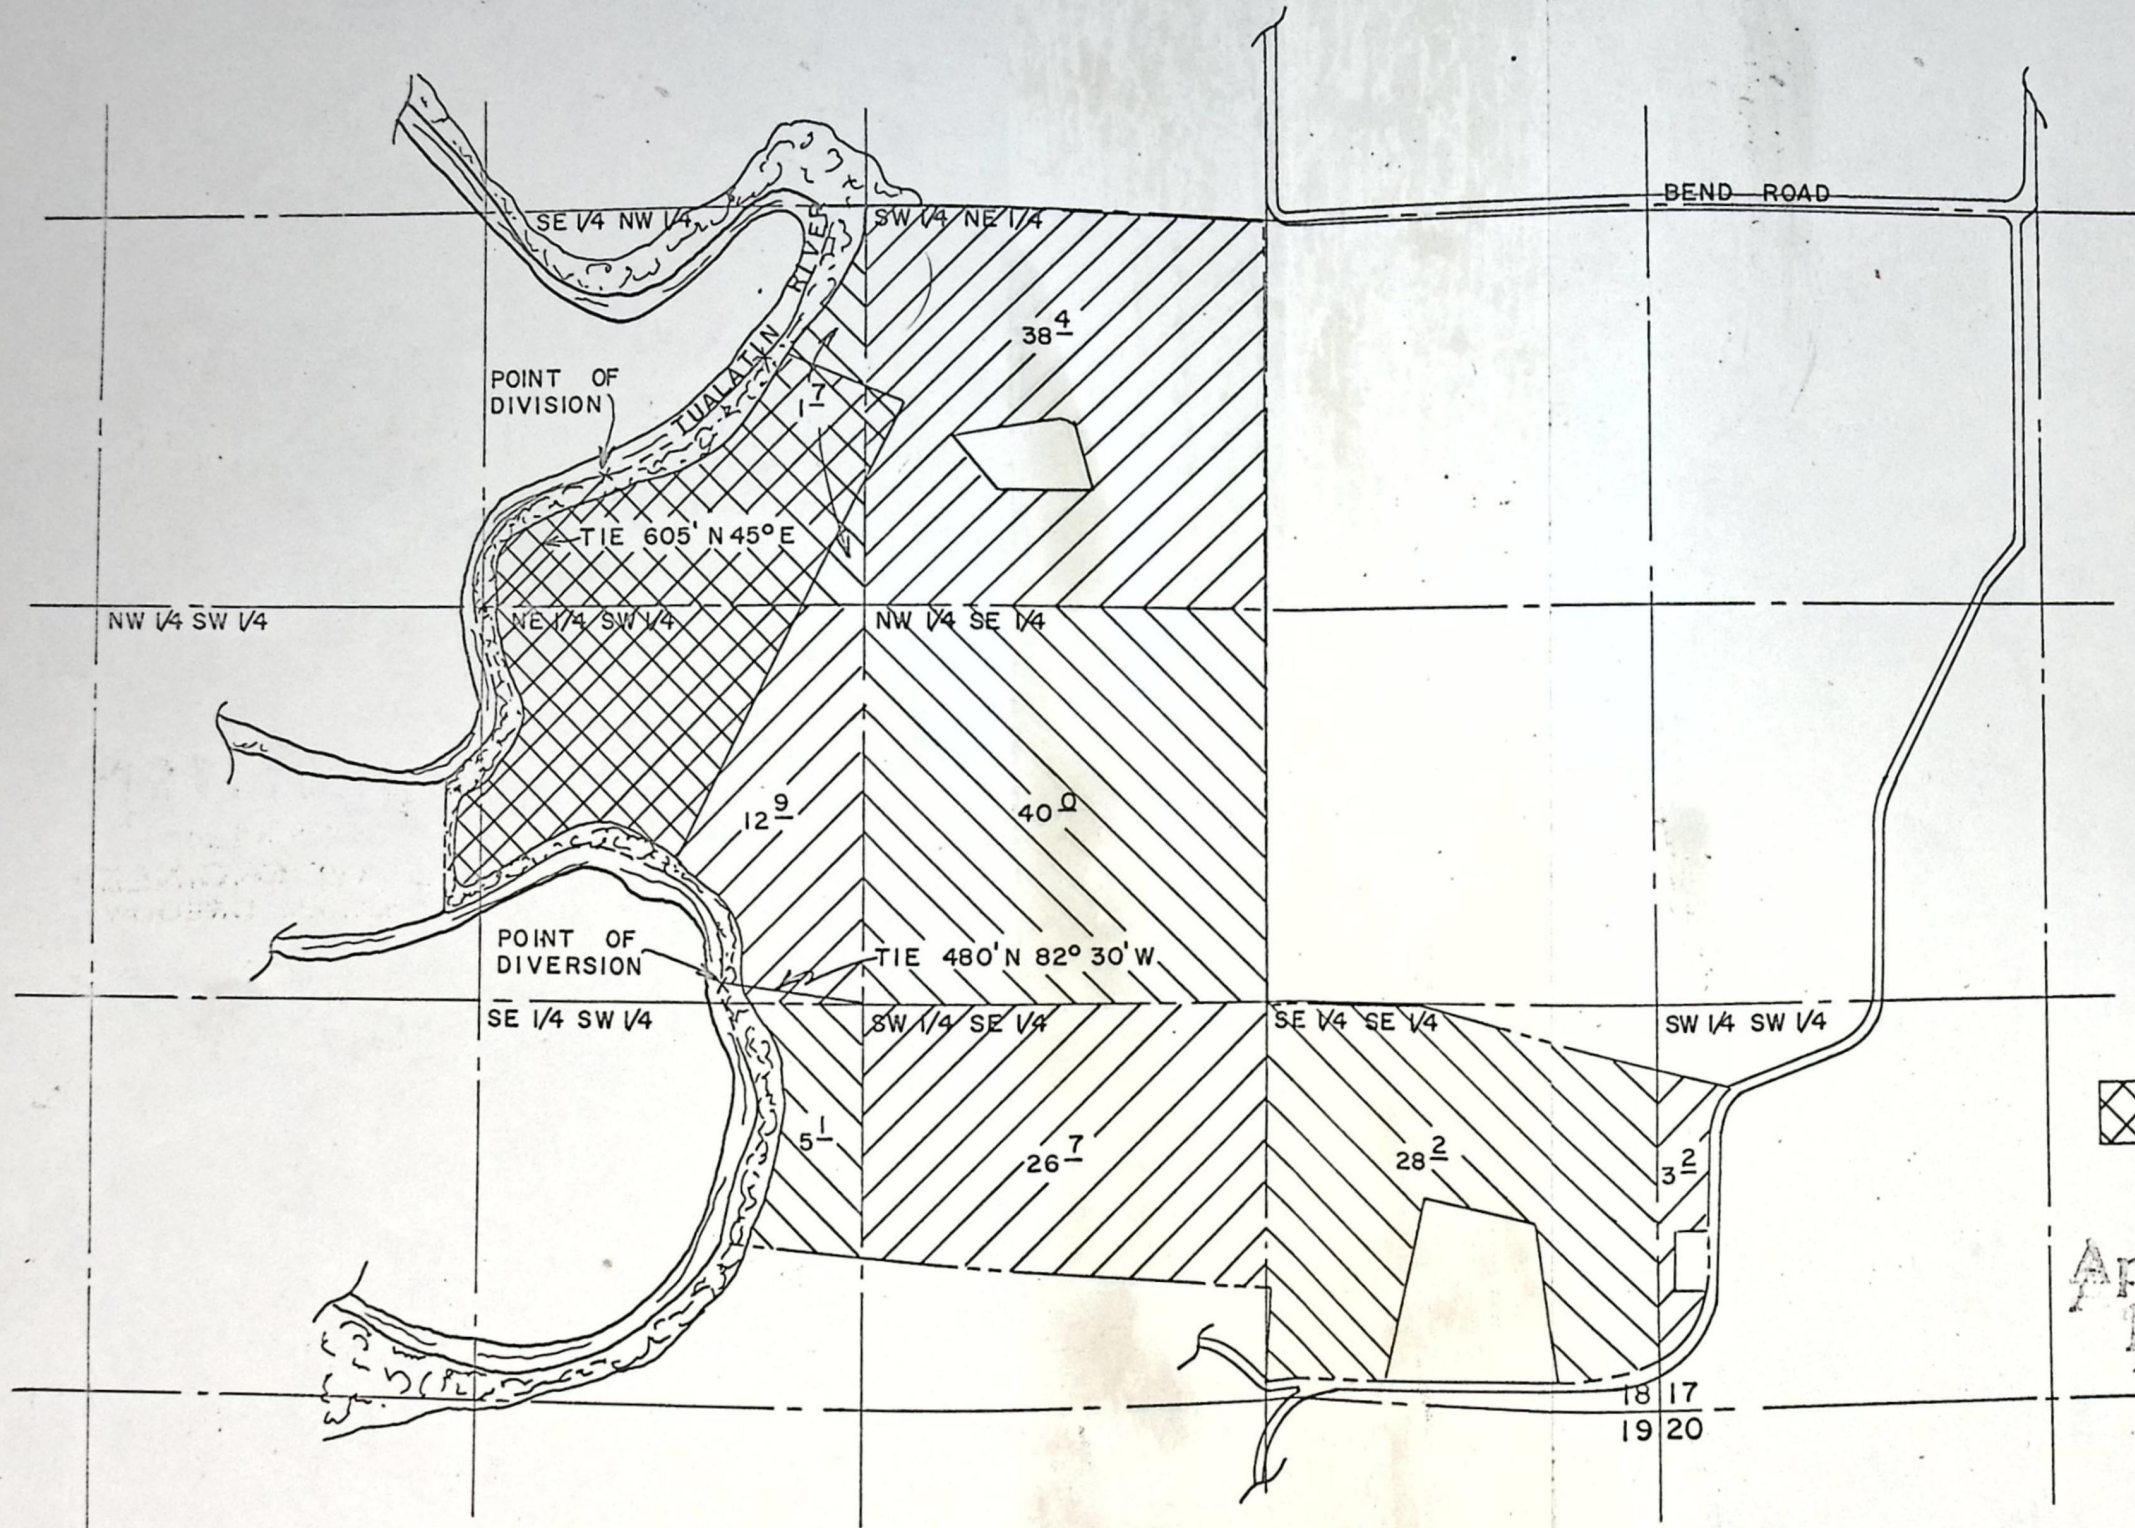 BEND ROAD
SE 1/4 NW 1/4
SW 1/4 NE 1/4
TUALATIN RIVER
38 4
POINT OF
DIVISION
1 7
TIE 605' N 45° E
NW 1/4 SW 1/4
NE 1/4 SW 1/4
NW 1/4 SE 1/4
12 9
40 0
POINT OF
DIVERSION
TIE 480' N 82° 30' W
SE 1/4 SW 1/4
SW 1/4 SE 1/4
SE 1/4 SE 1/4
SW 1/4 SW 1/4
5 1
26 7
28 2
3 2
18 17
19 20